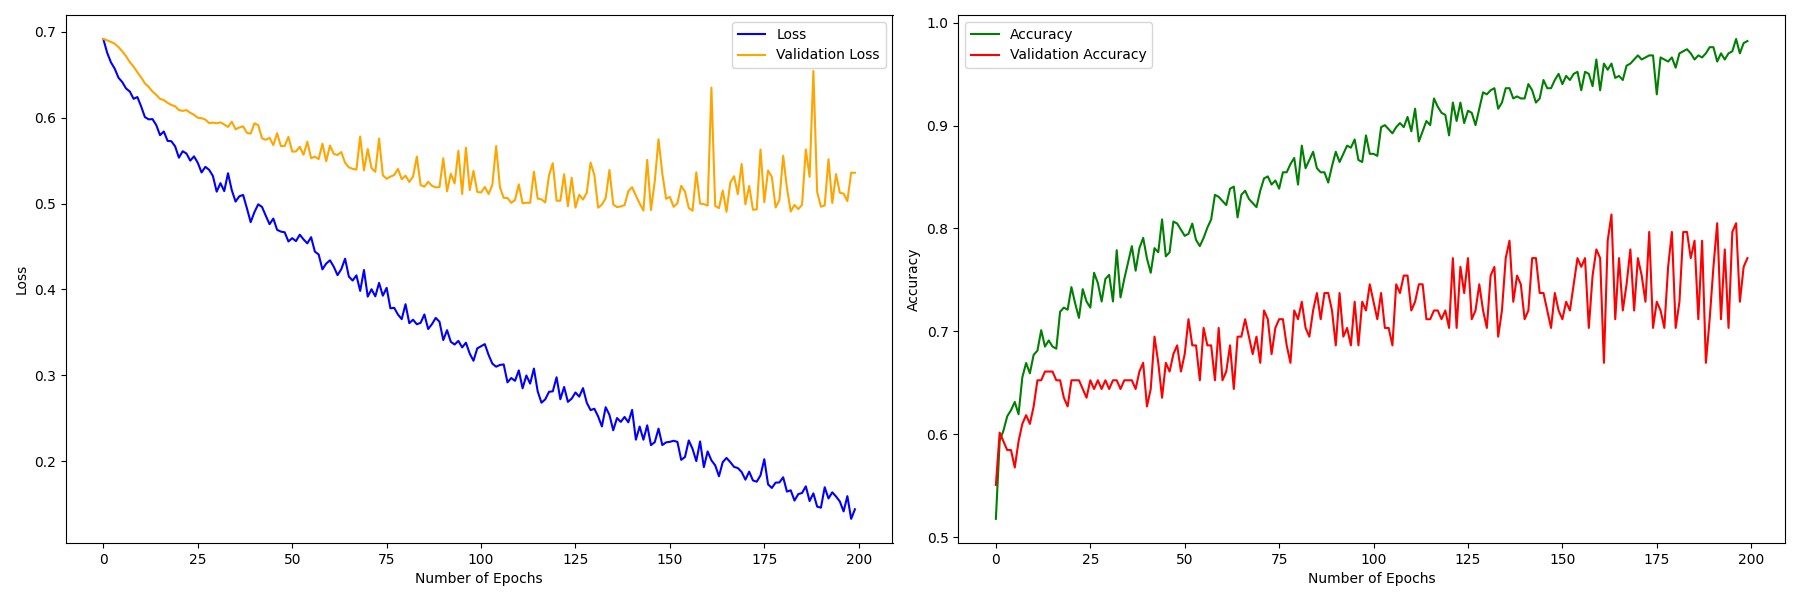 Loss
Validation Loss
0.7
0.6
0.5
0.4
0.3
0.2
Loss
0 25 50 75 100 125 150 175 200
Number of Epochs
Accuracy
Validation Accuracy
1.0
0.9
0.8
0.7
0.6
0.5
Accuracy
0 25 50 75 100 125 150 175 200
Number of Epochs